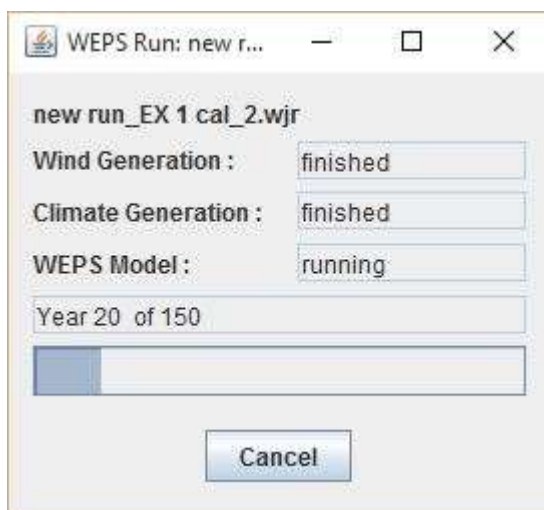 WEPS Run: new r...
new run_EX 1 cal_2.wjr
Wind Generation : finished
Climate Generation : finished
WEPS Model : running
Year 20 of 150
Cancel